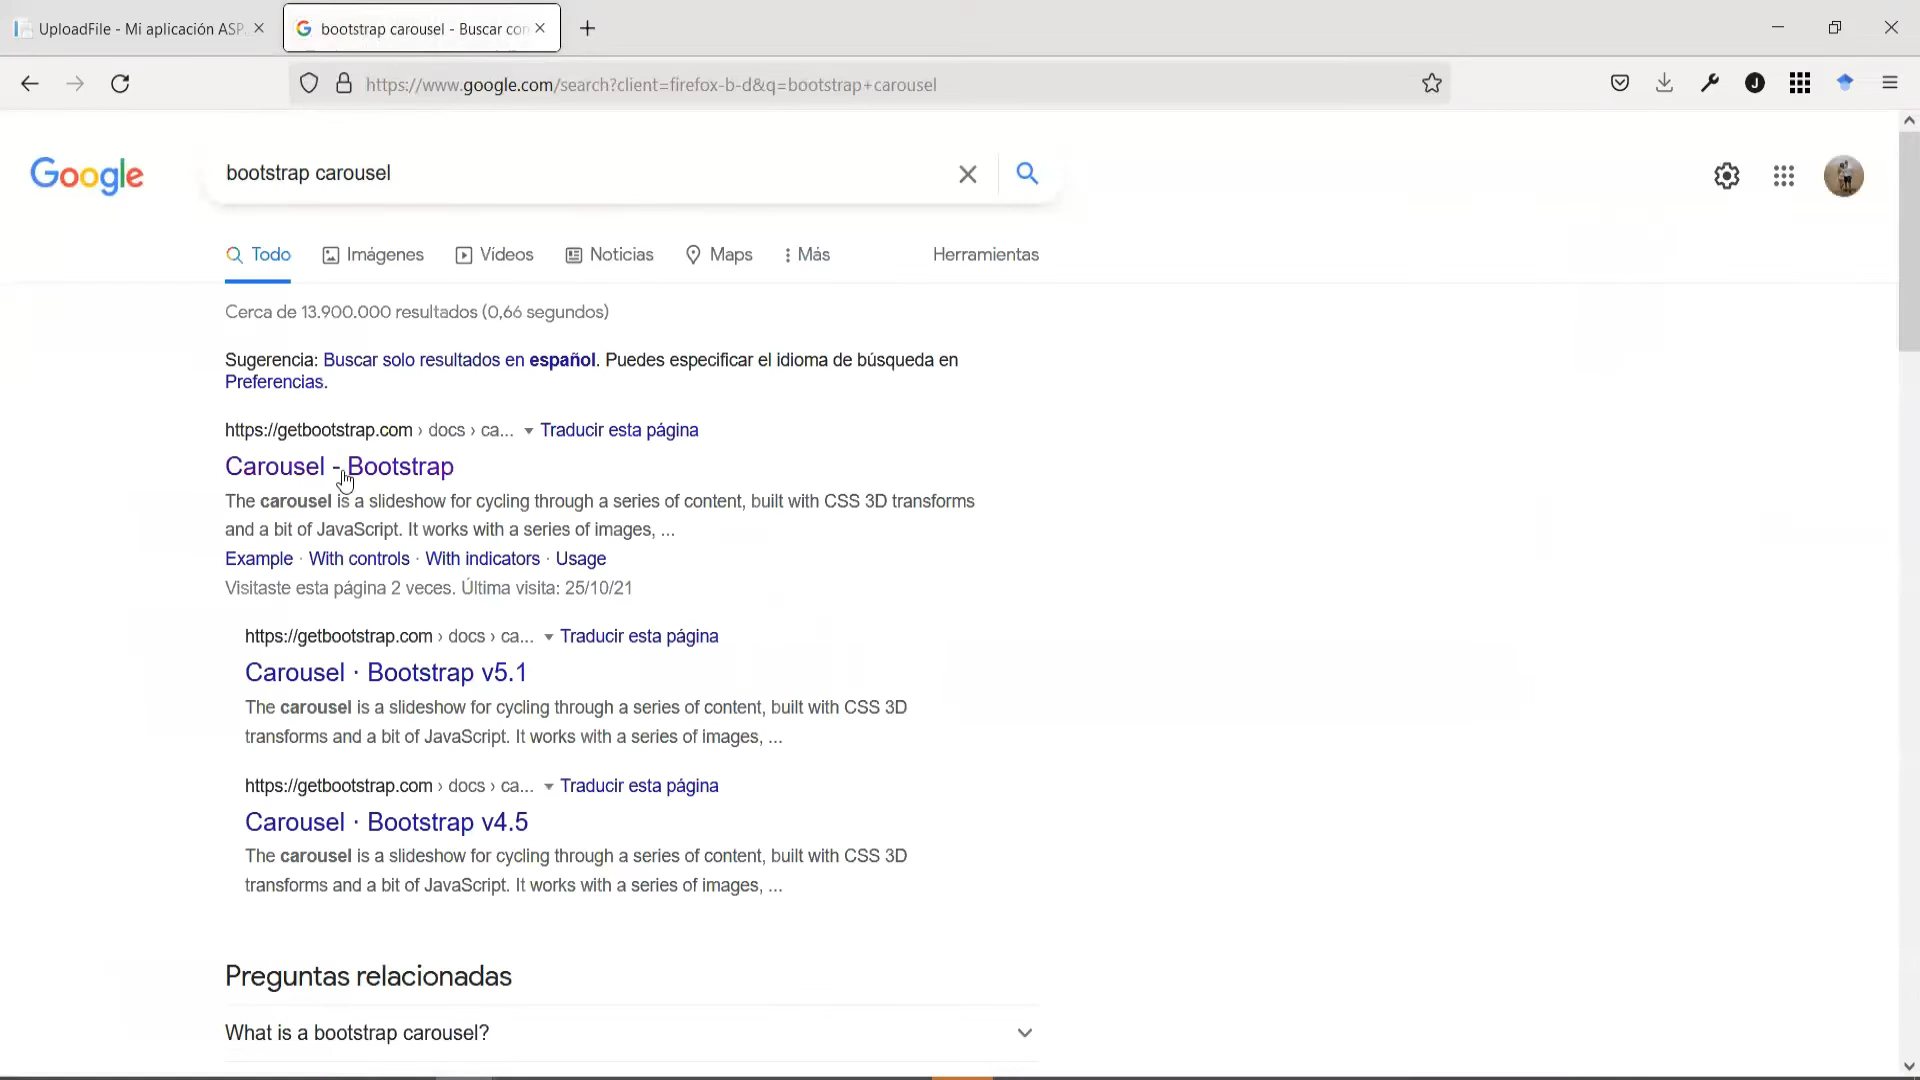 UploadFile - Mi aplicación ASP.
bootstrap carousel - Buscar con
https://www.google.com/search?client=firefox-b-d&q=bootstrap+carousel
J
Google
bootstrap carousel
Todo
Imágenes
Vídeos
Noticias
Maps
Más
Herramientas
Cerca de 13.900.000 resultados (0,66 segundos)
Sugerencia: Buscar solo resultados en español. Puedes especificar el idioma de búsqueda en
Preferencias.
https://getbootstrap.com › docs › ca... Traducir esta página
Carousel - Bootstrap
The carousel is a slideshow for cycling through a series of content, built with CSS 3D transforms
and a bit of JavaScript. It works with a series of images, ...
Example · With controls · With indicators · Usage
Visitaste esta página 2 veces. Última visita: 25/10/21
https://getbootstrap.com › docs › ca... Traducir esta página
Carousel · Bootstrap v5.1
The carousel is a slideshow for cycling through a series of content, built with CSS 3D
transforms and a bit of JavaScript. It works with a series of images, ...
https://getbootstrap.com › docs › ca... Traducir esta página
Carousel · Bootstrap v4.5
The carousel is a slideshow for cycling through a series of content, built with CSS 3D
transforms and a bit of JavaScript. It works with a series of images, ...
Preguntas relacionadas
What is a bootstrap carousel?